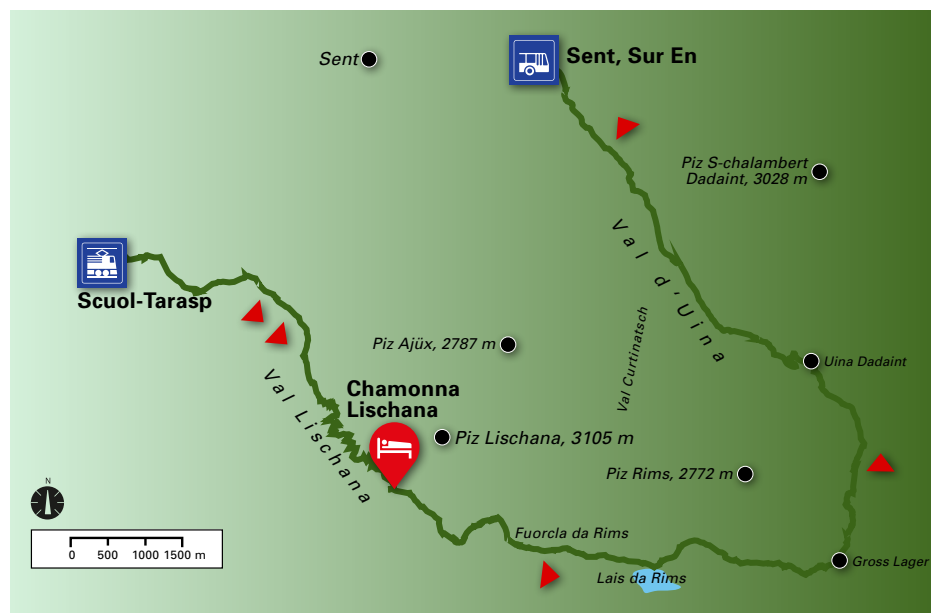 Sent
Sent, Sur En
Piz S-chalambert
Dadaint, 3028 m
Val d'Uina
Scuol-Tarasp
Piz Ajüx, 2787 m
Val Curtinatsch
Uina Dadaint
Val Lischana
Chamonna
Lischana
Piz Lischana, 3105 m
Piz Rims, 2772 m
N
Fuorcla da Rims
0 500 1000 1500 m
Lais da Rims
Gross Lager